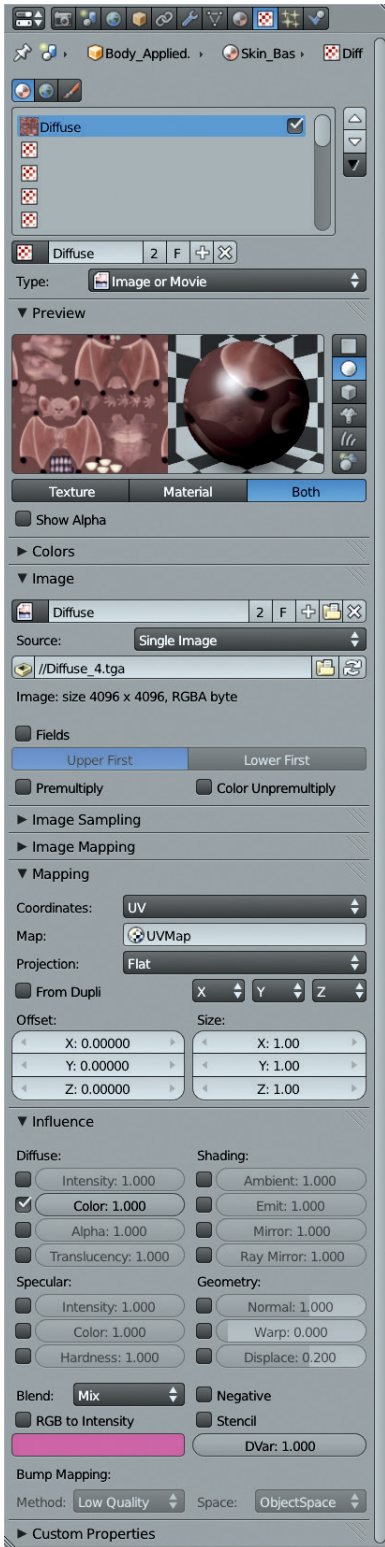 Body_Applied. Skin_Bas Diff
Diffuse
Diffuse 2 F
Type: Image or Movie
Preview
Texture Material Both
Show Alpha
Colors
Image
Diffuse 2 F
Source: Single Image
//Diffuse_4.tga
Image: size 4096 x 4096, RGBA byte
Fields
Upper First Lower First
Premultiply Color Unpremultiply
Image Sampling
Image Mapping
Mapping
Coordinates: UV
Map: UVMap
Projection: Flat
From Dupli X Y Z
Offset: Size:
X: 0.00000 X: 1.00
Y: 0.00000 Y: 1.00
Z: 0.00000 Z: 1.00
Influence
Diffuse: Shading:
Intensity: 1.000 Ambient: 1.000
Color: 1.000 Emit: 1.000
Alpha: 1.000 Mirror: 1.000
Translucency: 1.000 Ray Mirror: 1.000
Specular: Geometry:
Intensity: 1.000 Normal: 1.000
Color: 1.000 Warp: 0.000
Hardness: 1.000 Displace: 0.200
Blend: Mix Negative
RGB to Intensity Stencil
DVar: 1.000
Bump Mapping:
Method: Low Quality Space: ObjectSpace
Custom Properties